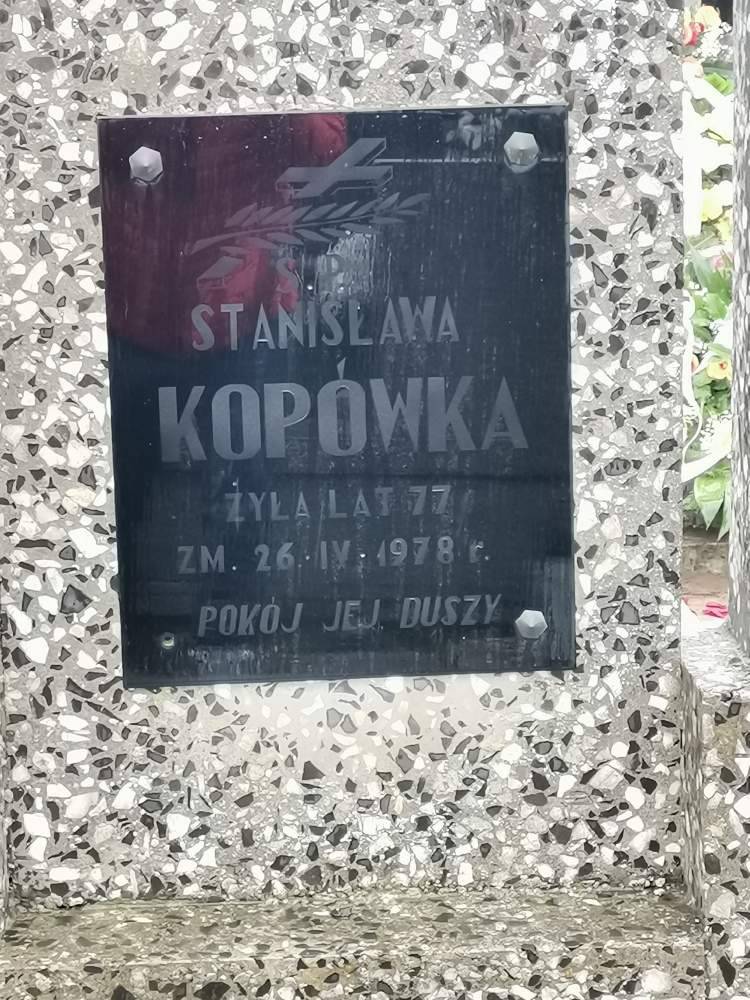 Ś P
STANISŁAWA
KOPÓWKA
ŻYŁA LAT 77
ZM. 26. IV. 1978 r.
POKÓJ JEJ DUSZY